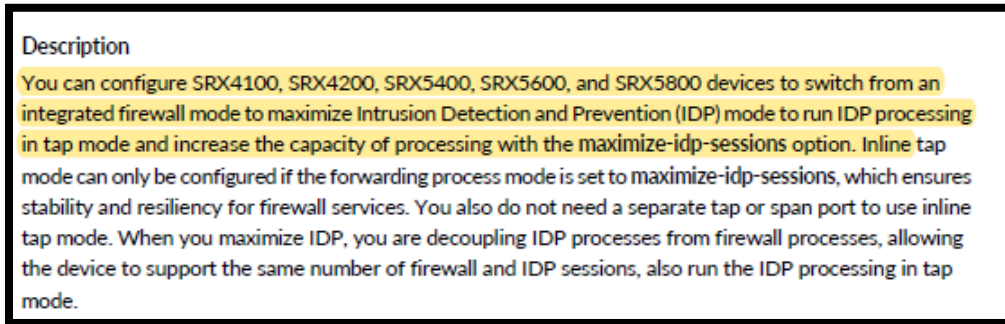 Description
You can configure SRX4100, SRX4200, SRX5400, SRX5600, and SRX5800 devices to switch from an
integrated firewall mode to maximize Intrusion Detection and Prevention (IDP) mode to run IDP processing
in tap mode and increase the capacity of processing with the maximize-idp-sessions option. Inline tap
mode can only be configured if the forwarding process mode is set to maximize-idp-sessions, which ensures
stability and resiliency for firewall services. You also do not need a separate tap or span port to use inline
tap mode. When you maximize IDP, you are decoupling IDP processes from firewall processes, allowing
the device to support the same number of firewall and IDP sessions, also run the IDP processing in tap
mode.